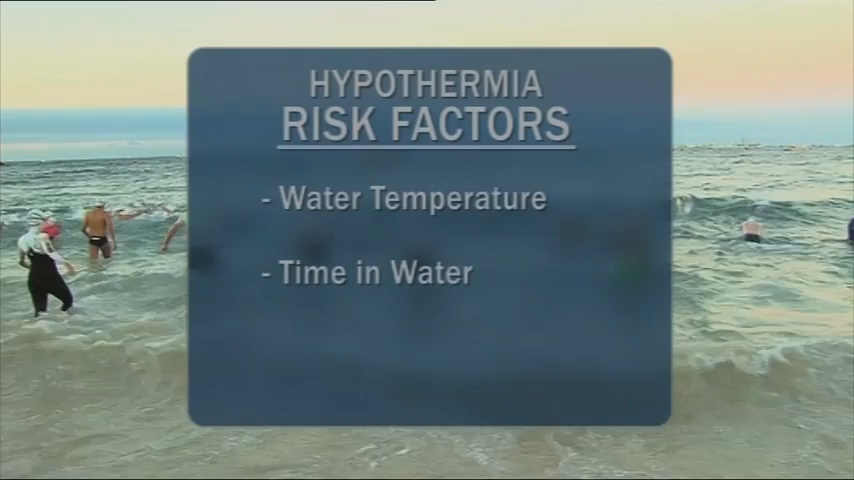 HYPOTHERMIA
RISK FACTORS
- Water Temperature
- Time in Water